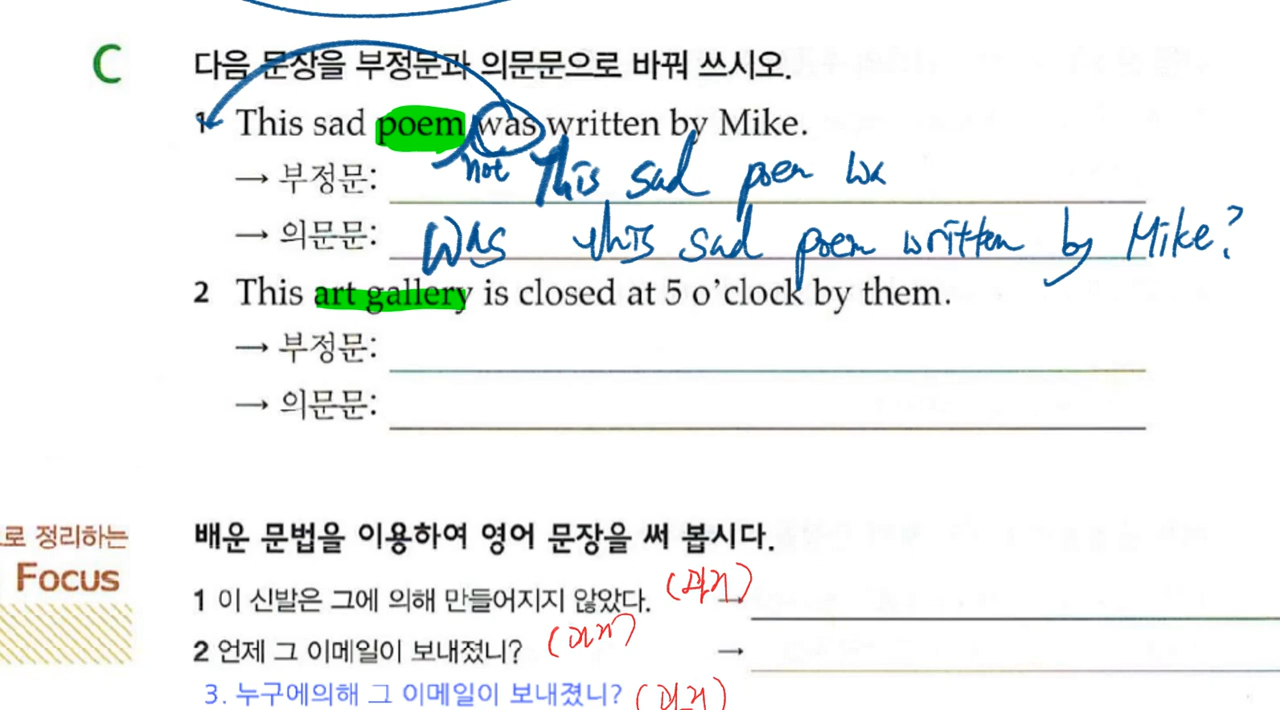 C 다음 문장을 부정문과 의문문으로 바꿔 쓰시오.
1 This sad poem was written by Mike.
not
→ 부정문: This sad poem wa
→ 의문문: Was this sad poem written by Mike?
2 This art gallery is closed at 5 o'clock by them.
→ 부정문:
→ 의문문:
로 정리하는
Focus
배운 문법을 이용하여 영어 문장을 써 봅시다.
1 이 신발은 그에 의해 만들어지지 않았다. (과거) →
2 언제 그 이메일이 보내졌니? (과거) →
3. 누구에의해 그 이메일이 보내졌니? (과거)